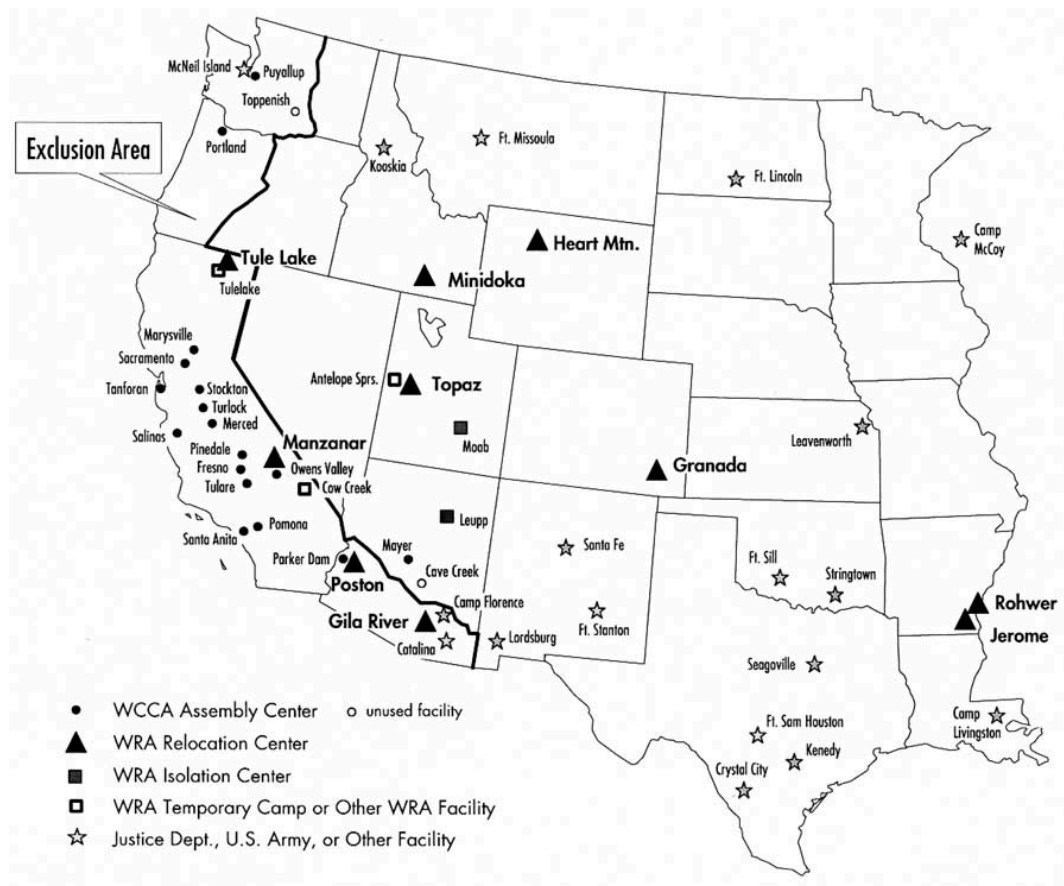 McNeil Island
Puyallup
Toppenish
Exclusion Area
Portland
Kooskia
Ft. Missoula
Ft. Lincoln
Camp
McCoy
Heart Mtn.
Tule Lake
Tulelake
Minidoka
Marysville
Sacramento
Tanforan
Stockton
Turlock
Merced
Salinas
Antelope Sprs.
Topaz
Moab
Leavenworth
Manzanar
Pinedale
Owens Valley
Fresno
Tulare
Cow Creek
Granada
Pomona
Santa Anita
Leupp
Parker Dam
Mayer
Santa Fe
Ft. Sill
Stringtown
Poston
Cave Creek
Camp Florence
Gila River
Catalina
Lordsburg
Ft. Stanton
Rohwer
Jerome
Seagoville
Camp
Livingston
Ft. Sam Houston
Kenedy
Crystal City
WCCA Assembly Center
unused facility
WRA Relocation Center
WRA Isolation Center
WRA Temporary Camp or Other WRA Facility
Justice Dept., U.S. Army, or Other Facility